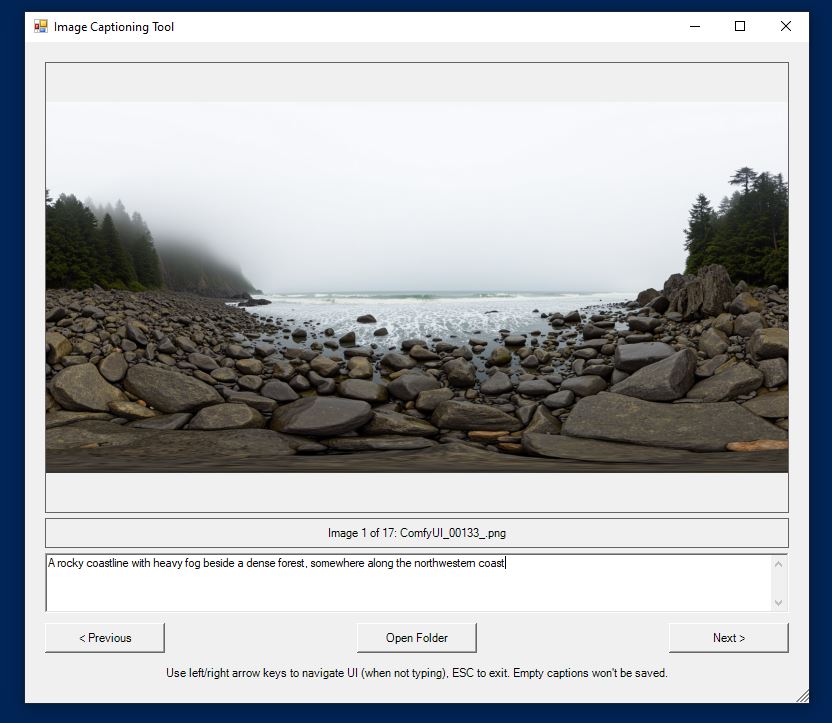 Image Captioning Tool
Image 1 of 17: ComfyUI_00133_.png
A rocky coastline with heavy fog beside a dense forest, somewhere along the northwestern coast
< Previous
Open Folder
Next >
Use left/right arrow keys to navigate UI (when not typing), ESC to exit. Empty captions won't be saved.